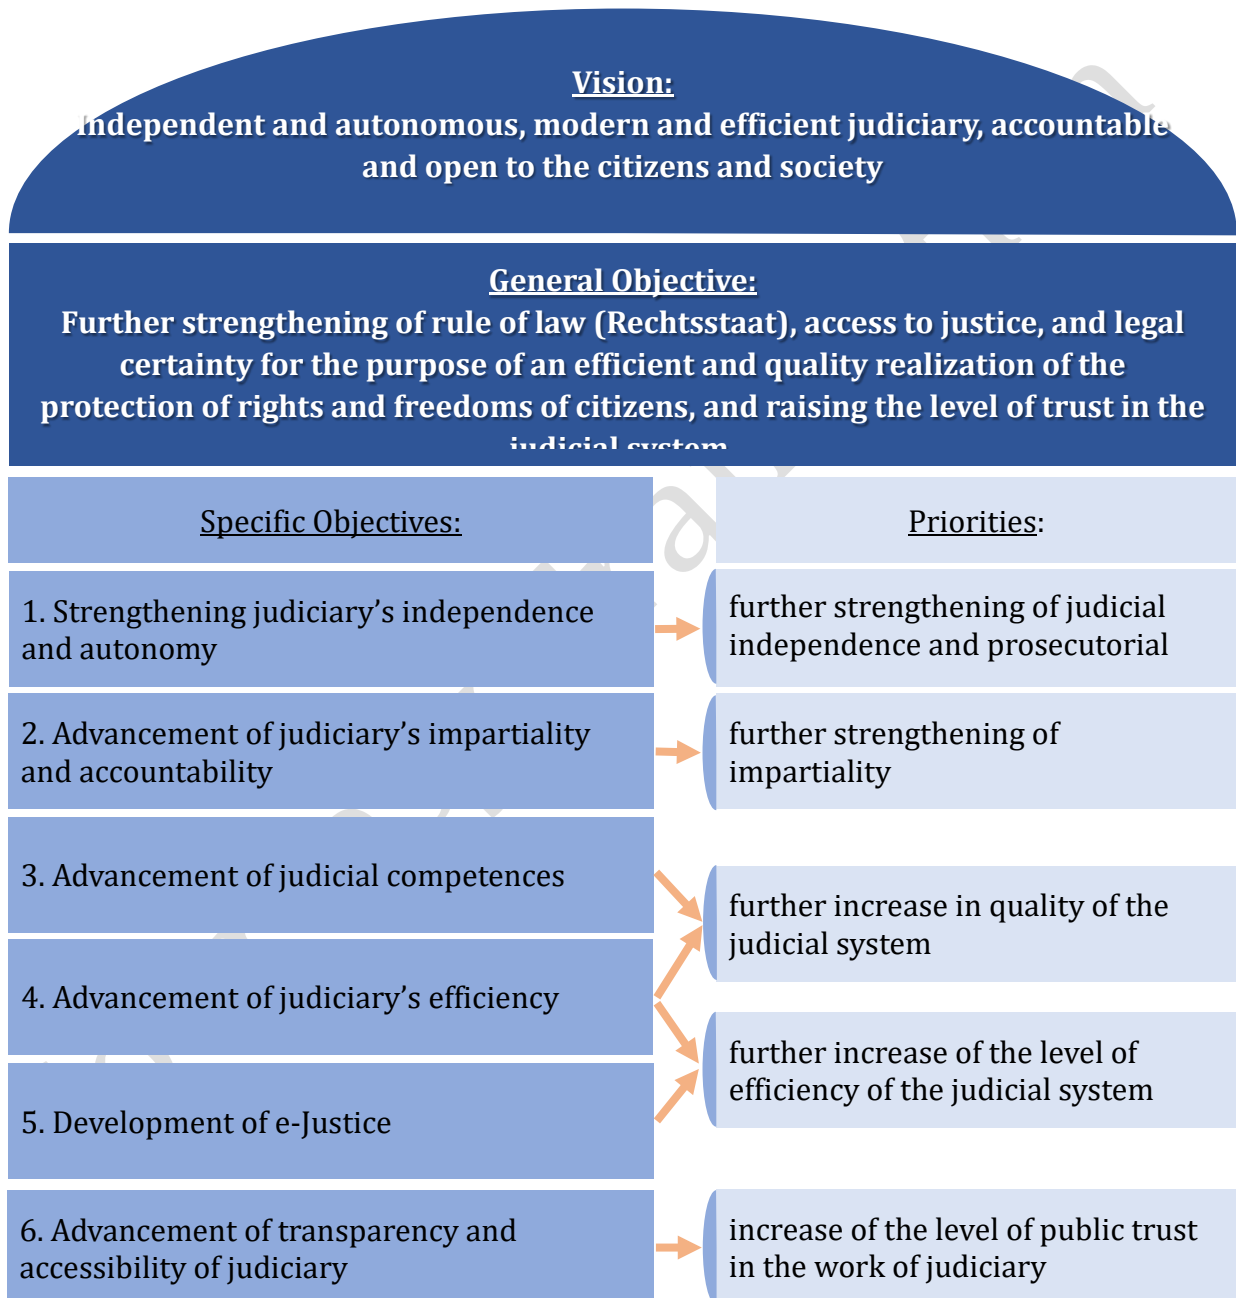 Vision:
Independent and autonomous, modern and efficient judiciary, accountable
and open to the citizens and society
General Objective:
Further strengthening of rule of law (Rechtsstaat), access to justice, and legal
certainty for the purpose of an efficient and quality realization of the
protection of rights and freedoms of citizens, and raising the level of trust in the
judicial system
Specific Objectives:
Priorities:
1. Strengthening judiciary’s independence
and autonomy
further strengthening of judicial
independence and prosecutorial
2. Advancement of judiciary’s impartiality
and accountability
further strengthening of
impartiality
3. Advancement of judicial competences
further increase in quality of the
judicial system
4. Advancement of judiciary’s efficiency
further increase of the level of
efficiency of the judicial system
5. Development of e-Justice
6. Advancement of transparency and
accessibility of judiciary
increase of the level of public trust
in the work of judiciary